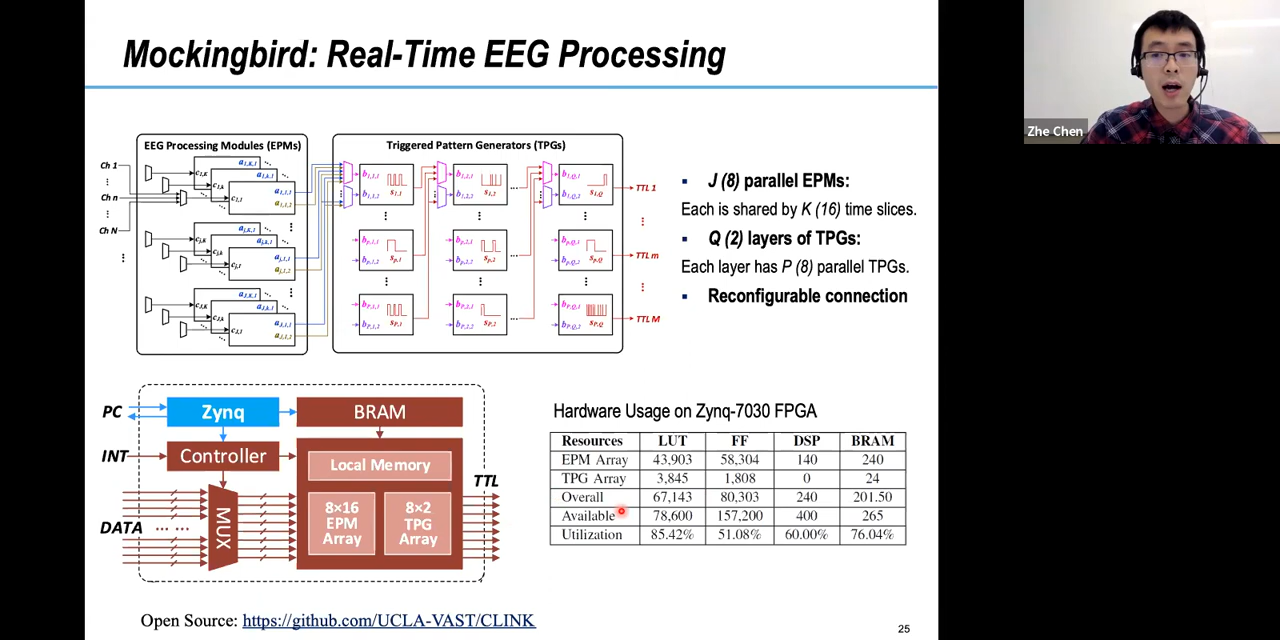 Mockingbird: Real-Time EEG Processing
Zhe Chen
EEG Processing Modules (EPMs)
Triggered Pattern Generators (TPGs)
Ch 1
Ch n
Ch N
TTL 1
TTL m
TTL M
J (8) parallel EPMs:
Each is shared by K (16) time slices.
Q (2) layers of TPGs:
Each layer has P (8) parallel TPGs.
Reconfigurable connection
PC
Zynq
BRAM
INT
Controller
Local Memory
TTL
DATA
MUX
8×16
EPM
Array
8×2
TPG
Array
Hardware Usage on Zynq-7030 FPGA
Resources LUT FF DSP BRAM
EPM Array 43,903 58,304 140 240
TPG Array 3,845 1,808 0 24
Overall 67,143 80,303 240 201.50
Available 78,600 157,200 400 265
Utilization 85.42% 51.08% 60.00% 76.04%
Open Source: https://github.com/UCLA-VAST/CLINK
25